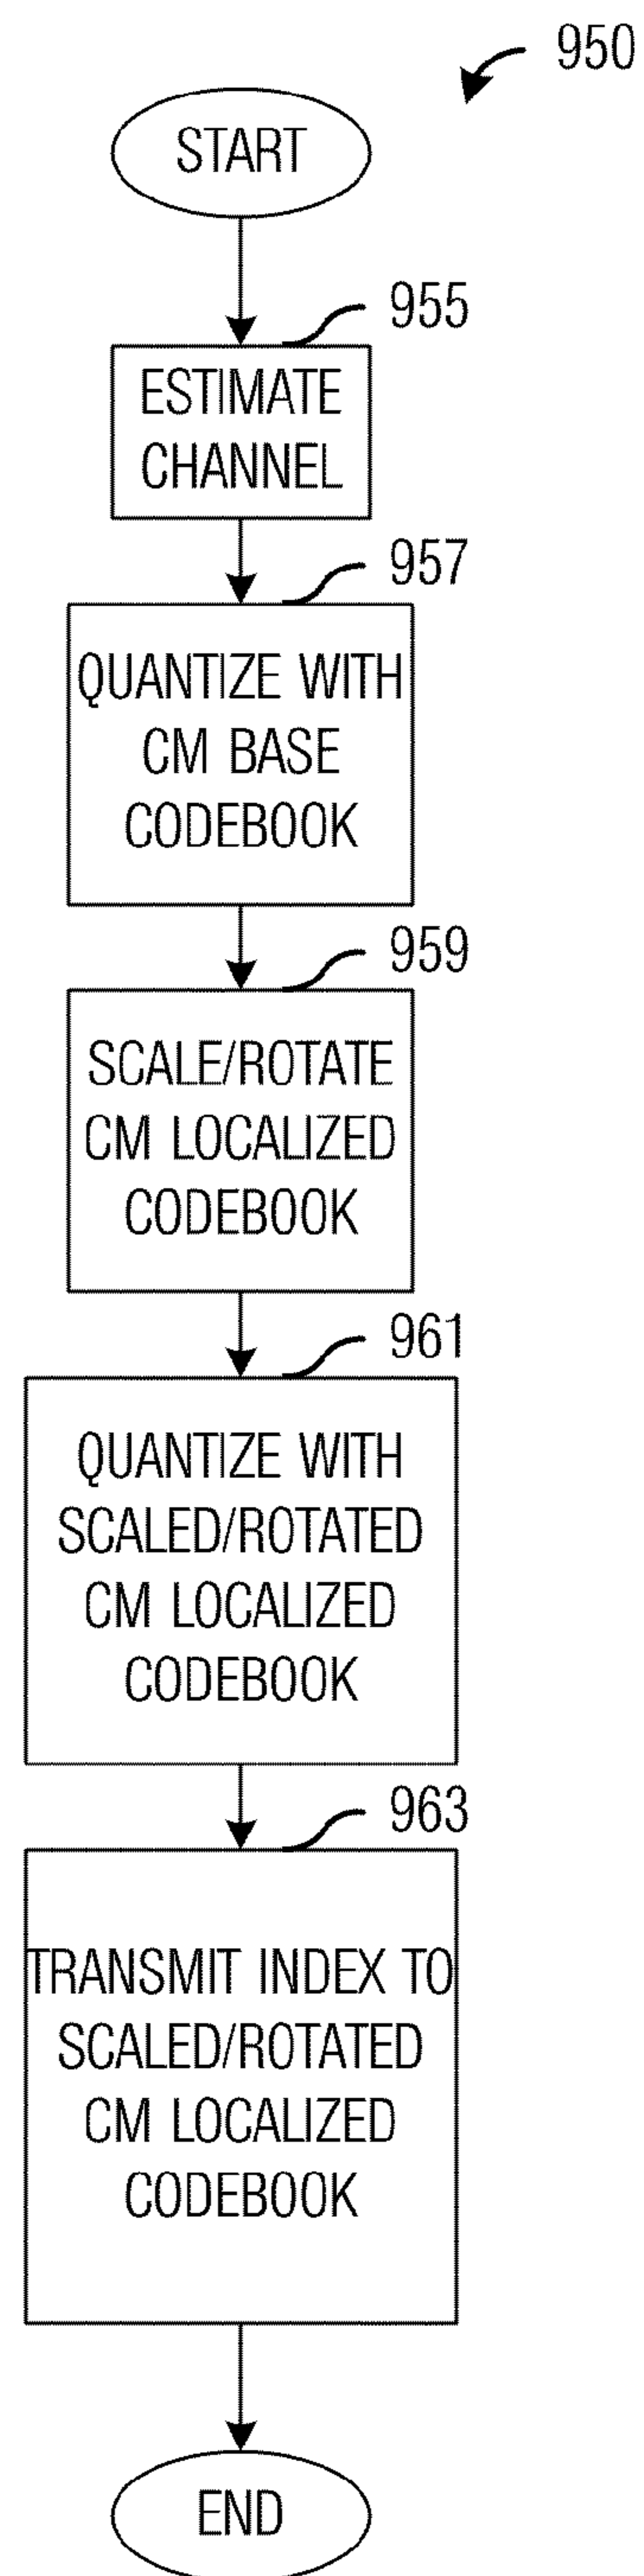 950
START
955
ESTIMATE
CHANNEL
957
QUANTIZE WITH
CM BASE
CODEBOOK
959
SCALE/ROTATE
CM LOCALIZED
CODEBOOK
961
QUANTIZE WITH
SCALED/ROTATED
CM LOCALIZED
CODEBOOK
963
TRANSMIT INDEX TO
SCALED/ROTATED
CM LOCALIZED
CODEBOOK
END